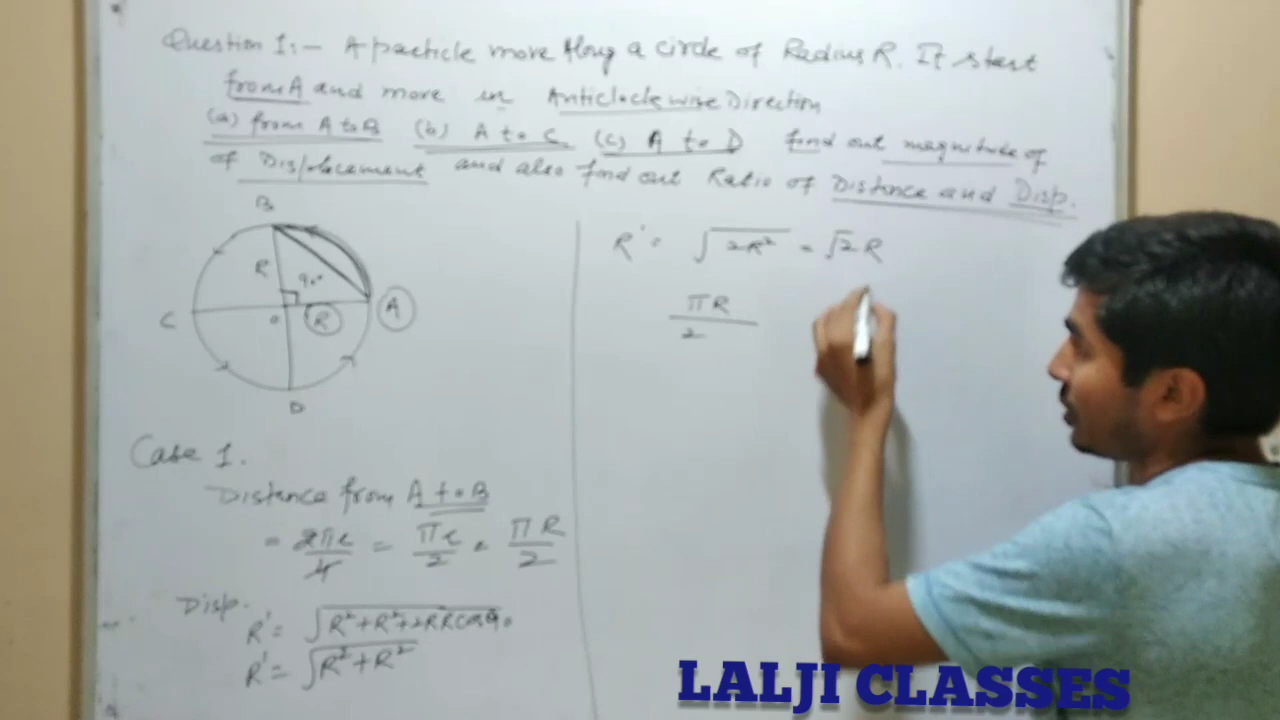 Question 1:- A particle move Along a circle of Radius R. It start
from A and move in Anticlockwise Direction
(a) from A to B (b) A to C (c) A to D find out magnitude of
of Displacement and also find out Ratio of Distance and Disp.
B
R
90°
C
o
R
A
D
R' = √2R² = √2 R
πR
2
Case 1.
Distance from A to B
= 2πr/4 = πr/2 = πR/2
Disp.
R' = √R²+R²+2RRCos90
R' = √R²+R²
LALJI CLASSES